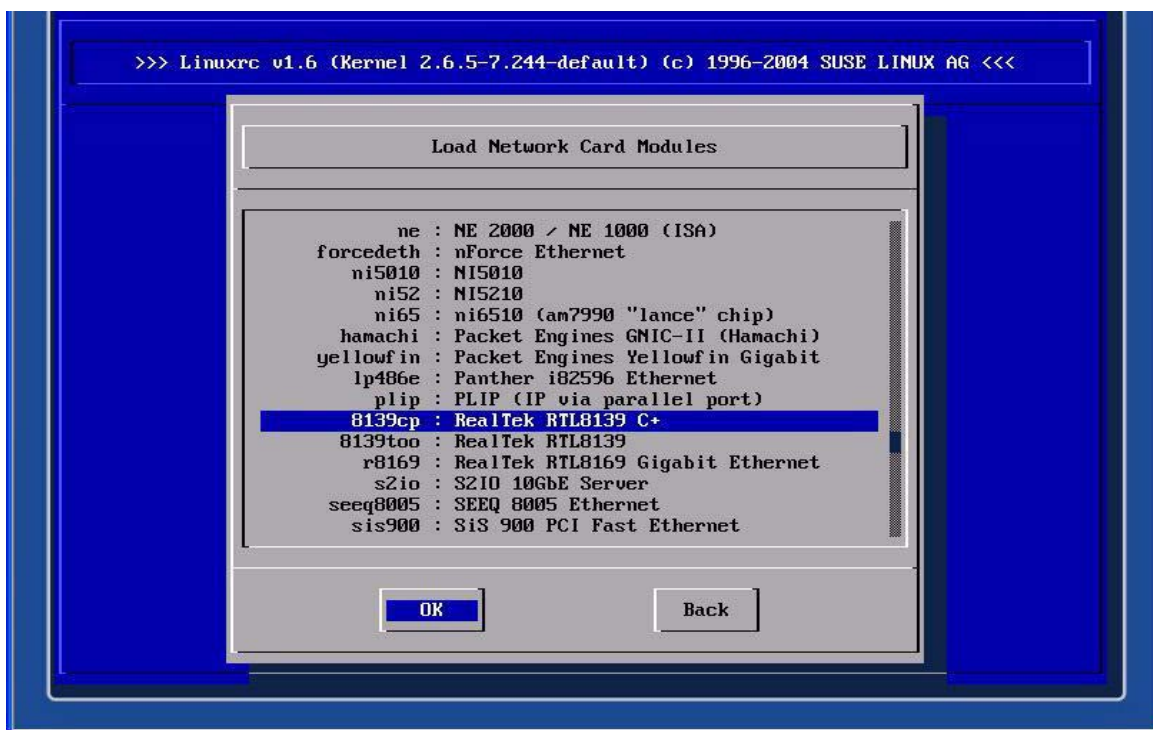 >>> Linuxrc v1.6 (Kernel 2.6.5-7.244-default) (c) 1996-2004 SUSE LINUX AG <<<
Load Network Card Modules
ne : NE 2000 / NE 1000 (ISA)
forcedeth : nForce Ethernet
ni5010 : NI5010
ni52 : NI5210
ni65 : ni6510 (am7990 "lance" chip)
hamachi : Packet Engines GNIC-II (Hamachi)
yellowfin : Packet Engines Yellowfin Gigabit
lp486e : Panther i82596 Ethernet
plip : PLIP (IP via parallel port)
8139cp : RealTek RTL8139 C+
8139too : RealTek RTL8139
r8169 : RealTek RTL8169 Gigabit Ethernet
s2io : S2IO 10GbE Server
seeq8005 : SEEQ 8005 Ethernet
sis900 : SiS 900 PCI Fast Ethernet
OK Back